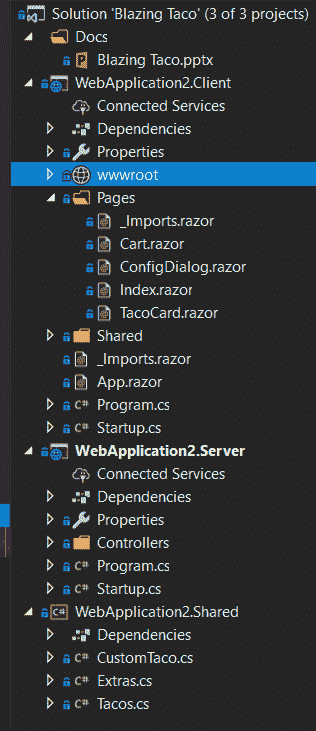 Solution 'Blazing Taco' (3 of 3 projects)
Docs
Blazing Taco.pptx
WebApplication2.Client
Connected Services
Dependencies
Properties
wwwroot
Pages
_Imports.razor
Cart.razor
ConfigDialog.razor
Index.razor
TacoCard.razor
Shared
_Imports.razor
App.razor
C# Program.cs
C# Startup.cs
WebApplication2.Server
Connected Services
Dependencies
Properties
Controllers
C# Program.cs
C# Startup.cs
C# WebApplication2.Shared
Dependencies
C# CustomTaco.cs
C# Extras.cs
C# Tacos.cs